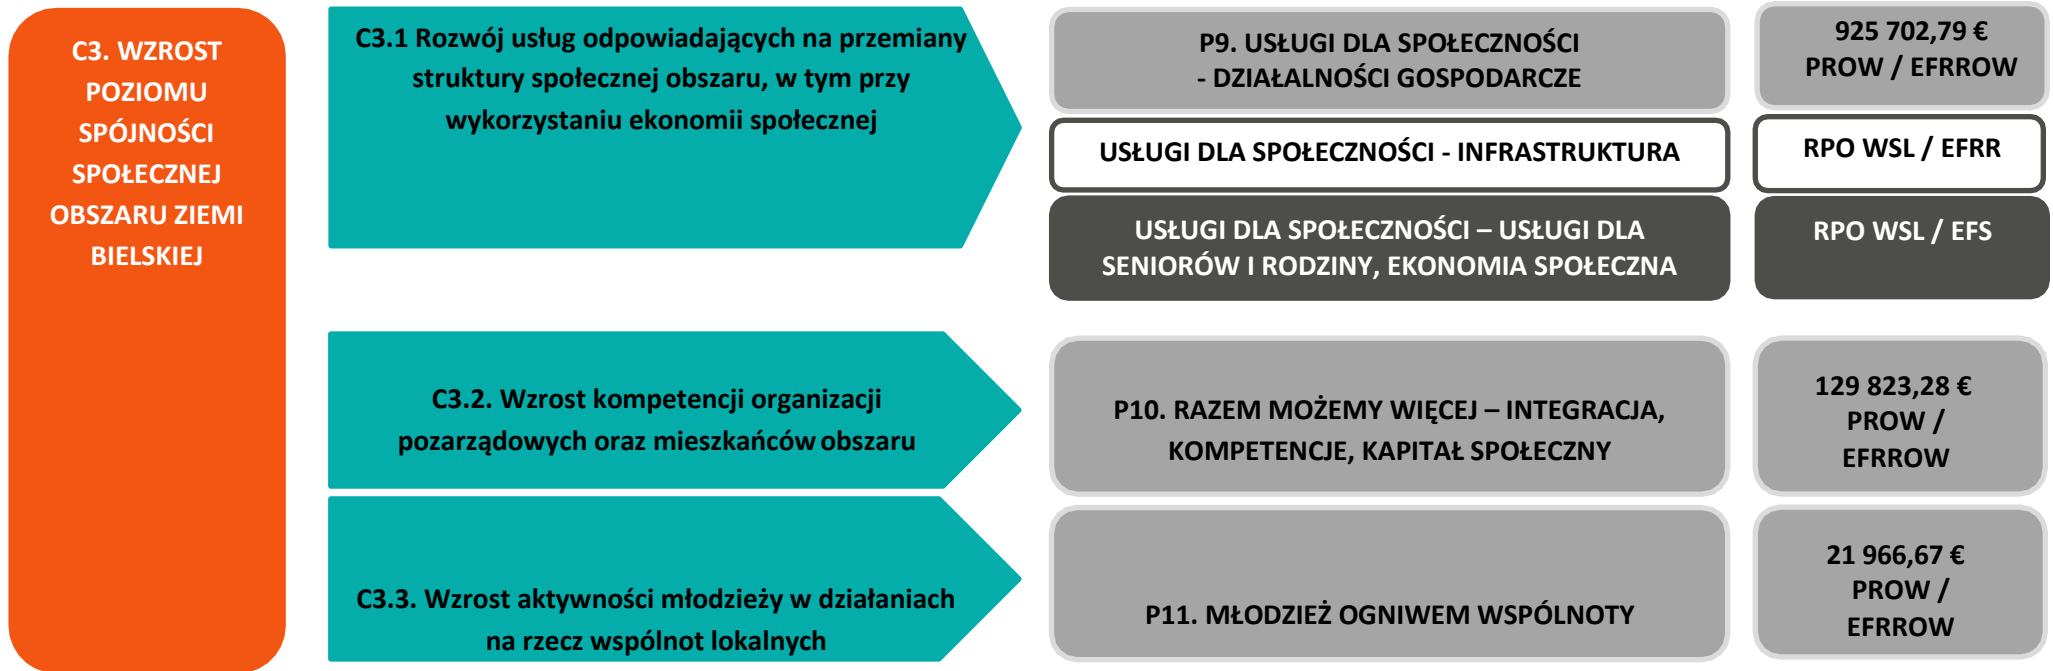 C3. WZROST
POZIOMU
SPÓJNOŚCI
SPOŁECZNEJ
OBSZARU ZIEMI
BIELSKIEJ
C3.1 Rozwój usług odpowiadających na przemiany
struktury społecznej obszaru, w tym przy
wykorzystaniu ekonomii społecznej
P9. USŁUGI DLA SPOŁECZNOŚCI
- DZIAŁALNOŚCI GOSPODARCZE
925 702,79 €
PROW / EFRROW
USŁUGI DLA SPOŁECZNOŚCI - INFRASTRUKTURA
RPO WSL / EFRR
USŁUGI DLA SPOŁECZNOŚCI – USŁUGI DLA
SENIORÓW I RODZINY, EKONOMIA SPOŁECZNA
RPO WSL / EFS
C3.2. Wzrost kompetencji organizacji
pozarządowych oraz mieszkańców obszaru
P10. RAZEM MOŻEMY WIĘCEJ – INTEGRACJA,
KOMPETENCJE, KAPITAŁ SPOŁECZNY
129 823,28 €
PROW /
EFRROW
C3.3. Wzrost aktywności młodzieży w działaniach
na rzecz wspólnot lokalnych
P11. MŁODZIEŻ OGNIWEM WSPÓLNOTY
21 966,67 €
PROW /
EFRROW